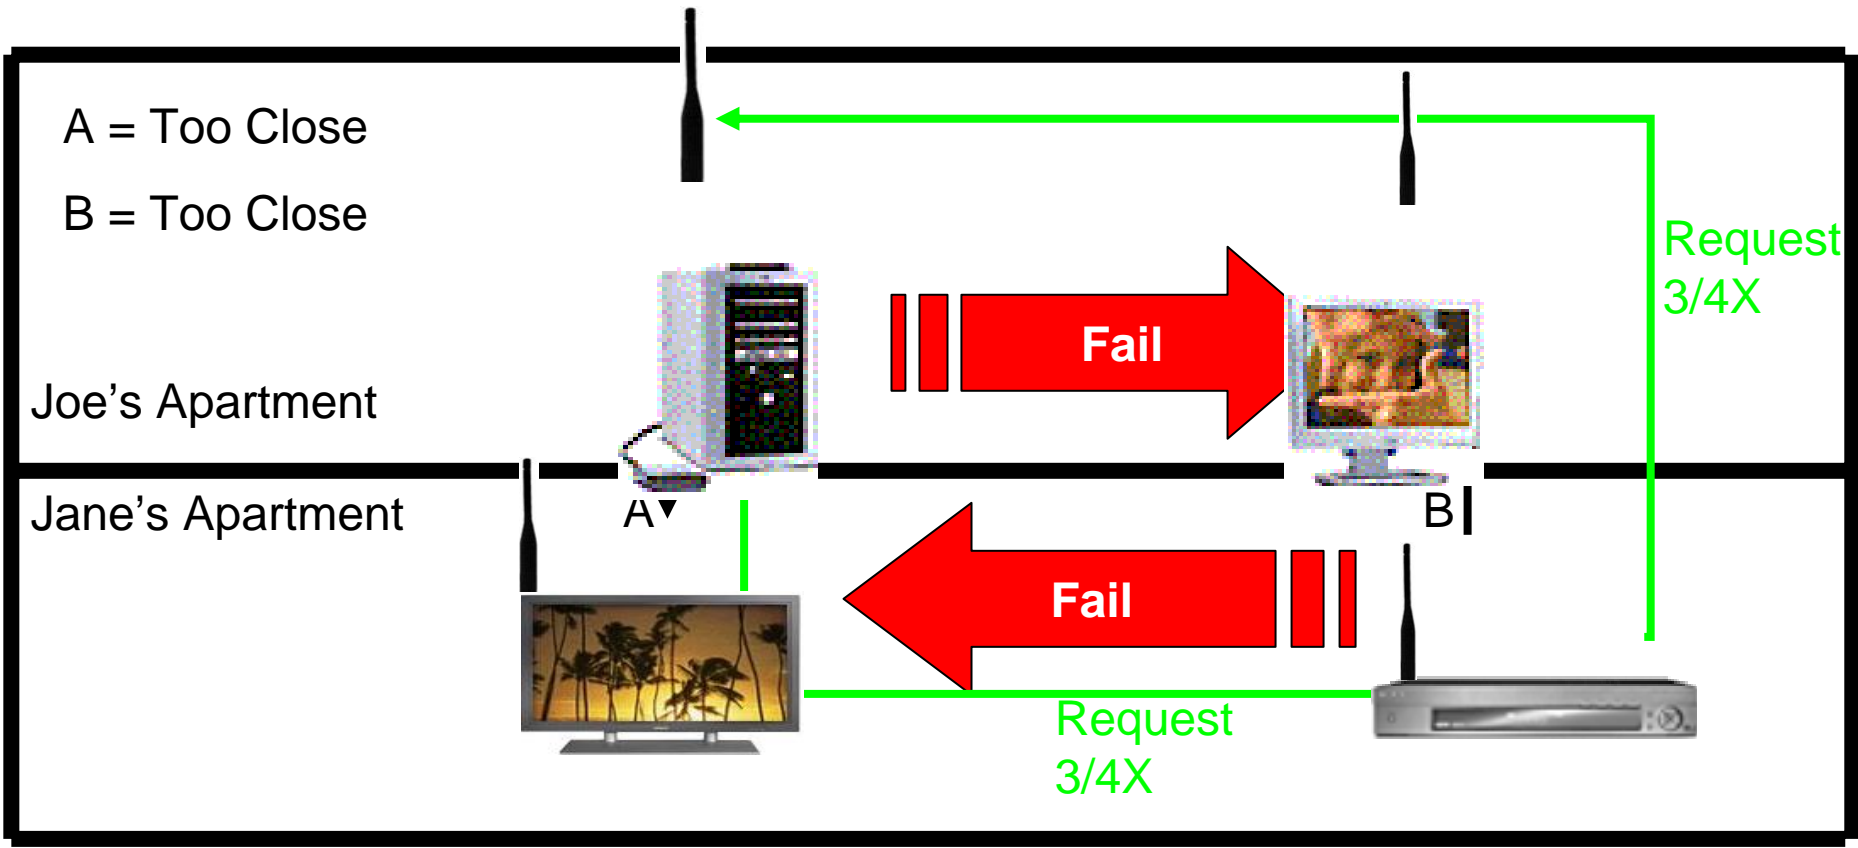 A = Too Close
B = Too Close
Request
3/4X
Fail
Joe’s Apartment
Jane’s Apartment
A
B
Fail
Request
3/4X